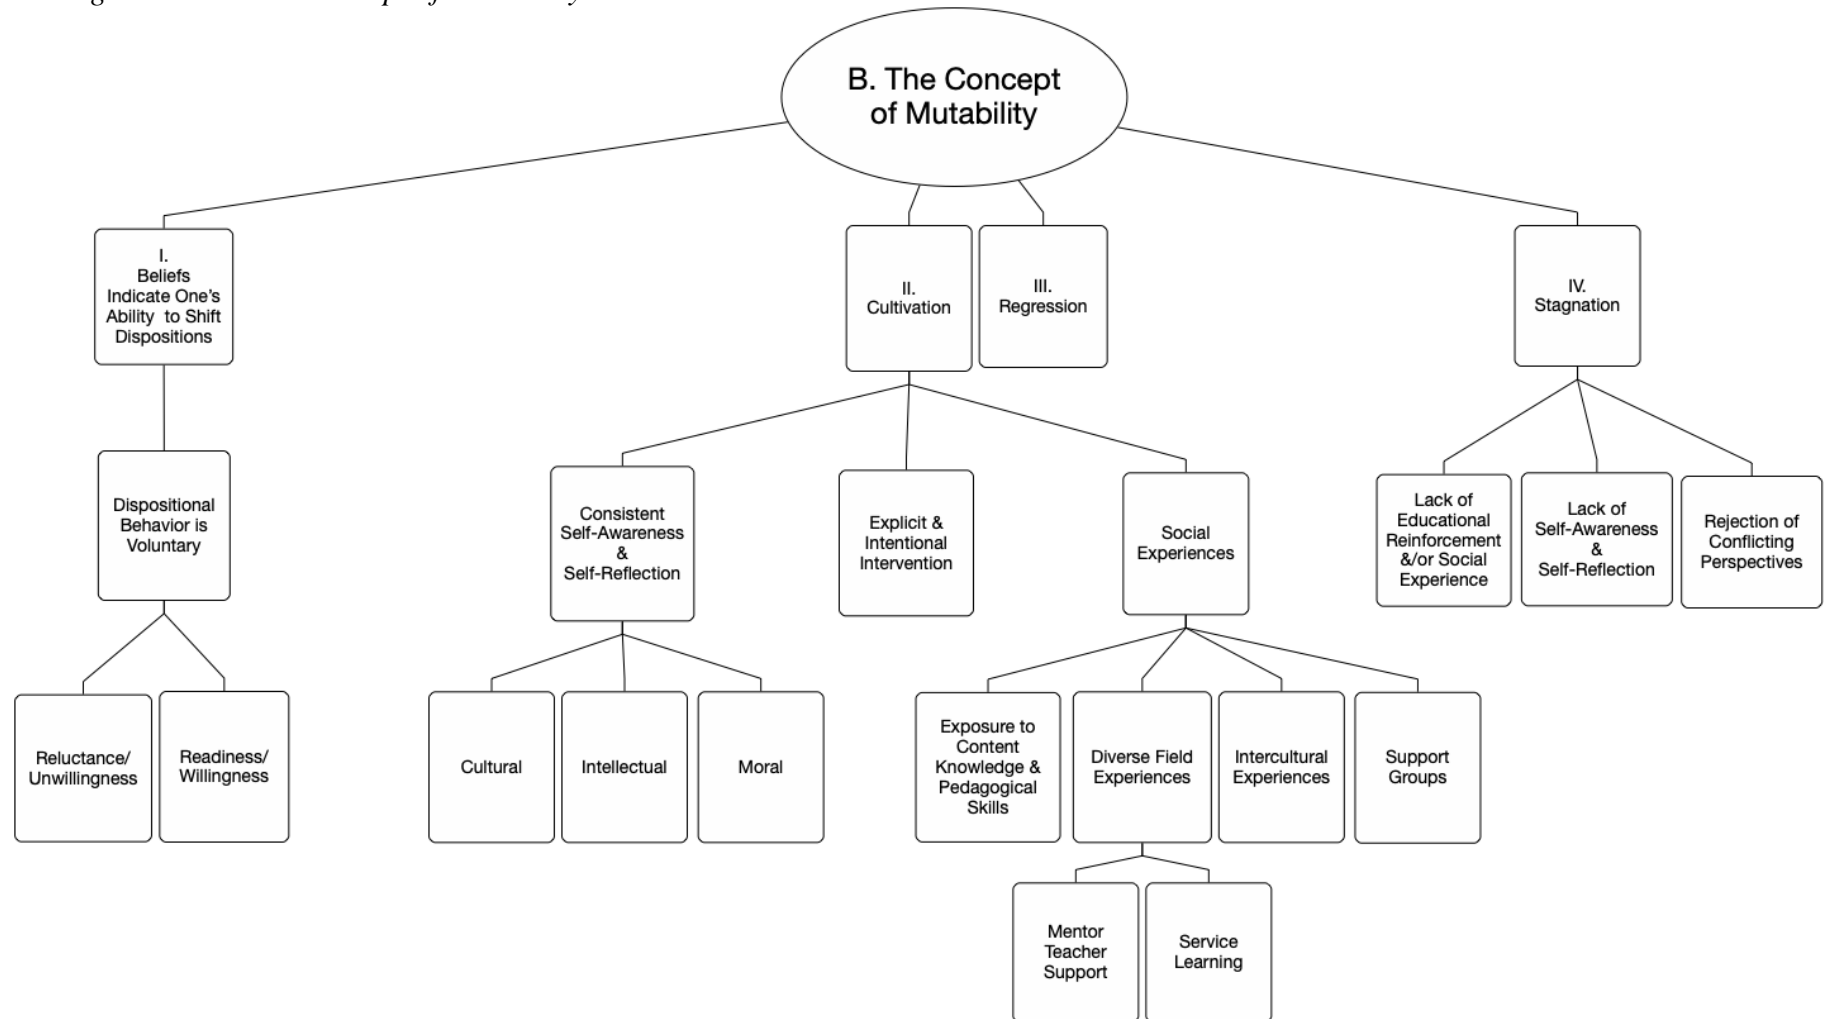 B. The Concept
of Mutability
I.
Beliefs
Indicate One's
Ability to Shift
Dispositions
II.
Cultivation
III.
Regression
IV.
Stagnation
Dispositional
Behavior is
Voluntary
Consistent
Self-Awareness
&
Self-Reflection
Explicit &
Intentional
Intervention
Social
Experiences
Lack of
Educational
Reinforcement
&/or Social
Experience
Lack of
Self-Awareness
&
Self-Reflection
Rejection of
Conflicting
Perspectives
Reluctance/
Unwillingness
Readiness/
Willingness
Cultural
Intellectual
Moral
Exposure to
Content
Knowledge &
Pedagogical
Skills
Diverse Field
Experiences
Intercultural
Experiences
Support
Groups
Mentor
Teacher
Support
Service
Learning